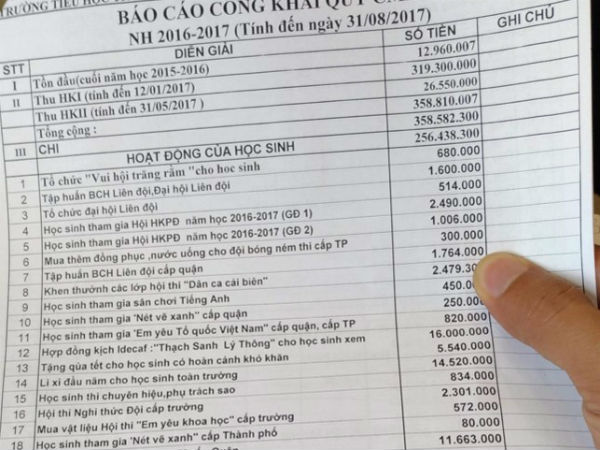 TRƯỜNG TIỂU HỌC
BÁO CÁO CÔNG KHAI QUỸ
NH 2016-2017 (Tính đến ngày 31/08/2017)
STT DIỄN GIẢI SỐ TIỀN GHI CHÚ
I Tồn đầu(cuối năm học 2015-2016) 12.960.007
II Thu HKI (tính đến 12/01/2017) 319.300.000
Thu HKII (tính đến 31/05/2017 ) 26.550.000
Tổng cộng : 358.810.007
III CHI 358.582.300
HOẠT ĐỘNG CỦA HỌC SINH 256.438.300
1 Tổ chức "Vui hội trăng rằm "cho học sinh 680.000
2 Tập huấn BCH Liên đội,Đại hội Liên đội 1.600.000
3 Tổ chức đại hội Liên đội 514.000
4 Học sinh tham gia Hội HKPĐ năm học 2016-2017 (GĐ 1) 2.490.000
5 Học sinh tham gia Hội HKPĐ năm học 2016-2017 (GĐ 2) 1.006.000
6 Mua thêm đồng phục ,nước uống cho đội bóng ném thi cấp TP 300.000
7 Tập huấn BCH Liên đội cấp quận 1.764.000
8 Khen thưởnh các lớp hội thi "Dân ca cải biên" 2.479.30
9 Học sinh tham gia sân chơi Tiếng Anh 450.00
10 Học sinh tham gia 'Nét vẽ xanh" cấp quận 250.000
11 Học sinh tham gia "Em yêu Tổ quốc Việt Nam" cấp quận, cấp TP 820.000
12 Hợp đồng kịch Idecaf :"Thạch Sanh Lý Thông" cho học sinh xem 16.000.000
13 Tặng qùa tết cho học sinh có hoàn cảnh khó khăn 5.540.000
14 Lì xì đầu năm cho học sinh toàn trường 14.520.000
15 Học sinh thi chuyên hiệu,phụ trách sao 834.000
16 Hội thi Nghi thức Đội cấp trường 2.301.000
17 Mua vật liệu Hội thi "Em yêu khoa học" cấp trường 572.000
18 Học sinh tham gia 'Nét vẽ xanh" cấp Thành phố 80.000
11.663.000